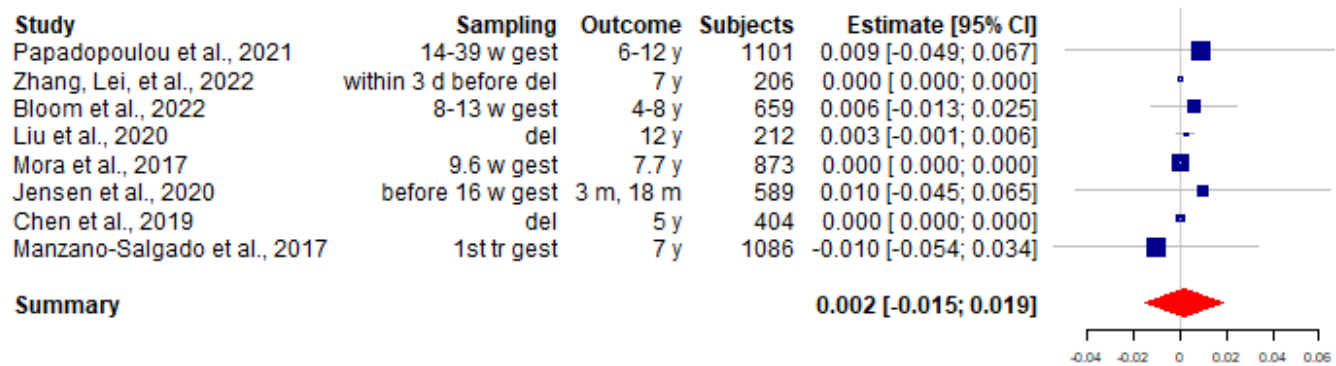 Study Sampling Outcome Subjects Estimate [95% CI]
Papadopoulou et al., 2021 14-39 w gest 6-12 y 1101 0.009 [-0.049; 0.067]
Zhang, Lei, et al., 2022 within 3 d before del 7 y 206 0.000 [ 0.000; 0.000]
Bloom et al., 2022 8-13 w gest 4-8 y 659 0.006 [-0.013; 0.025]
Liu et al., 2020 del 12 y 212 0.003 [-0.001; 0.006]
Mora et al., 2017 9.6 w gest 7.7 y 873 0.000 [ 0.000; 0.000]
Jensen et al., 2020 before 16 w gest 3 m, 18 m 589 0.010 [-0.045; 0.065]
Chen et al., 2019 del 5 y 404 0.000 [ 0.000; 0.000]
Manzano-Salgado et al., 2017 1st tr gest 7 y 1086 -0.010 [-0.054; 0.034]
Summary 0.002 [-0.015; 0.019]
-0.04 -0.02 0 0.02 0.04 0.06